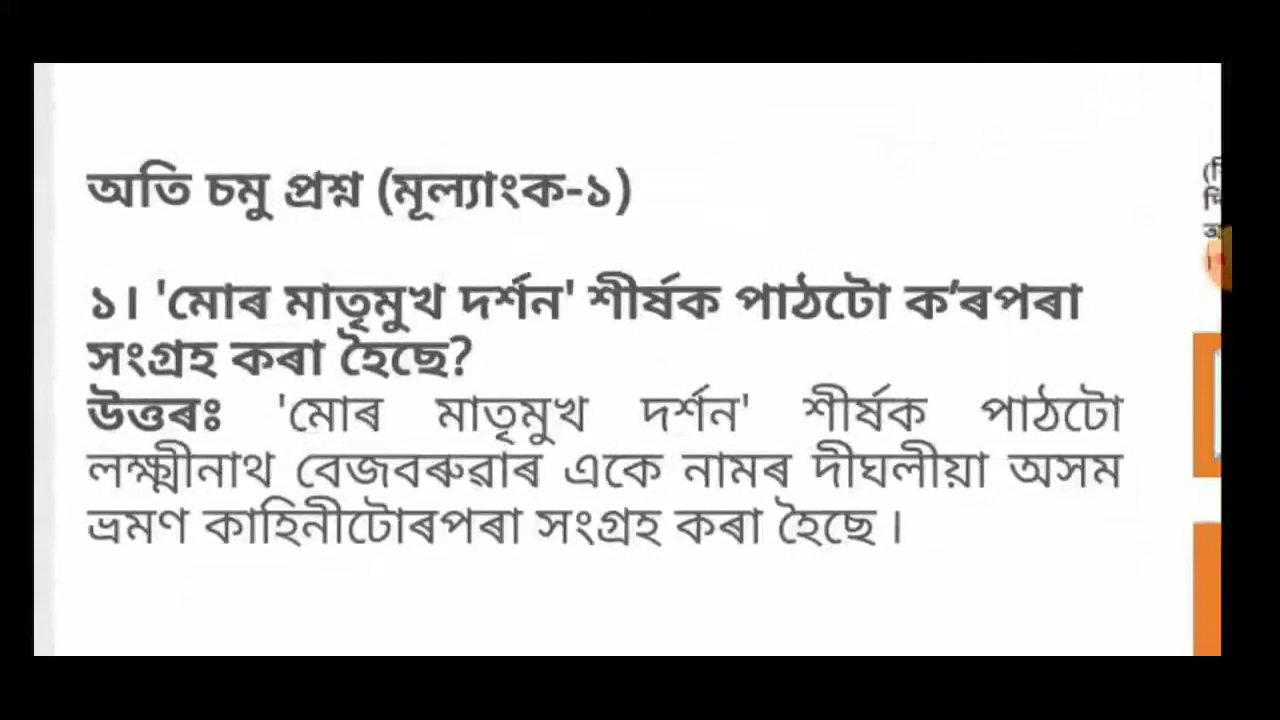 অতি চমু প্ৰশ্ন (মূল্যাংক-১)
১। 'মোৰ মাতৃমুখ দৰ্শন' শীৰ্ষক পাঠটো ক'ৰপৰা
সংগ্ৰহ কৰা হৈছে?
উত্তৰঃ 'মোৰ মাতৃমুখ দৰ্শন' শীৰ্ষক পাঠটো
লক্ষ্মীনাথ বেজবৰুৱাৰ একে নামৰ দীঘলীয়া অসম
ভ্ৰমণ কাহিনীটোৰপৰা সংগ্ৰহ কৰা হৈছে ।